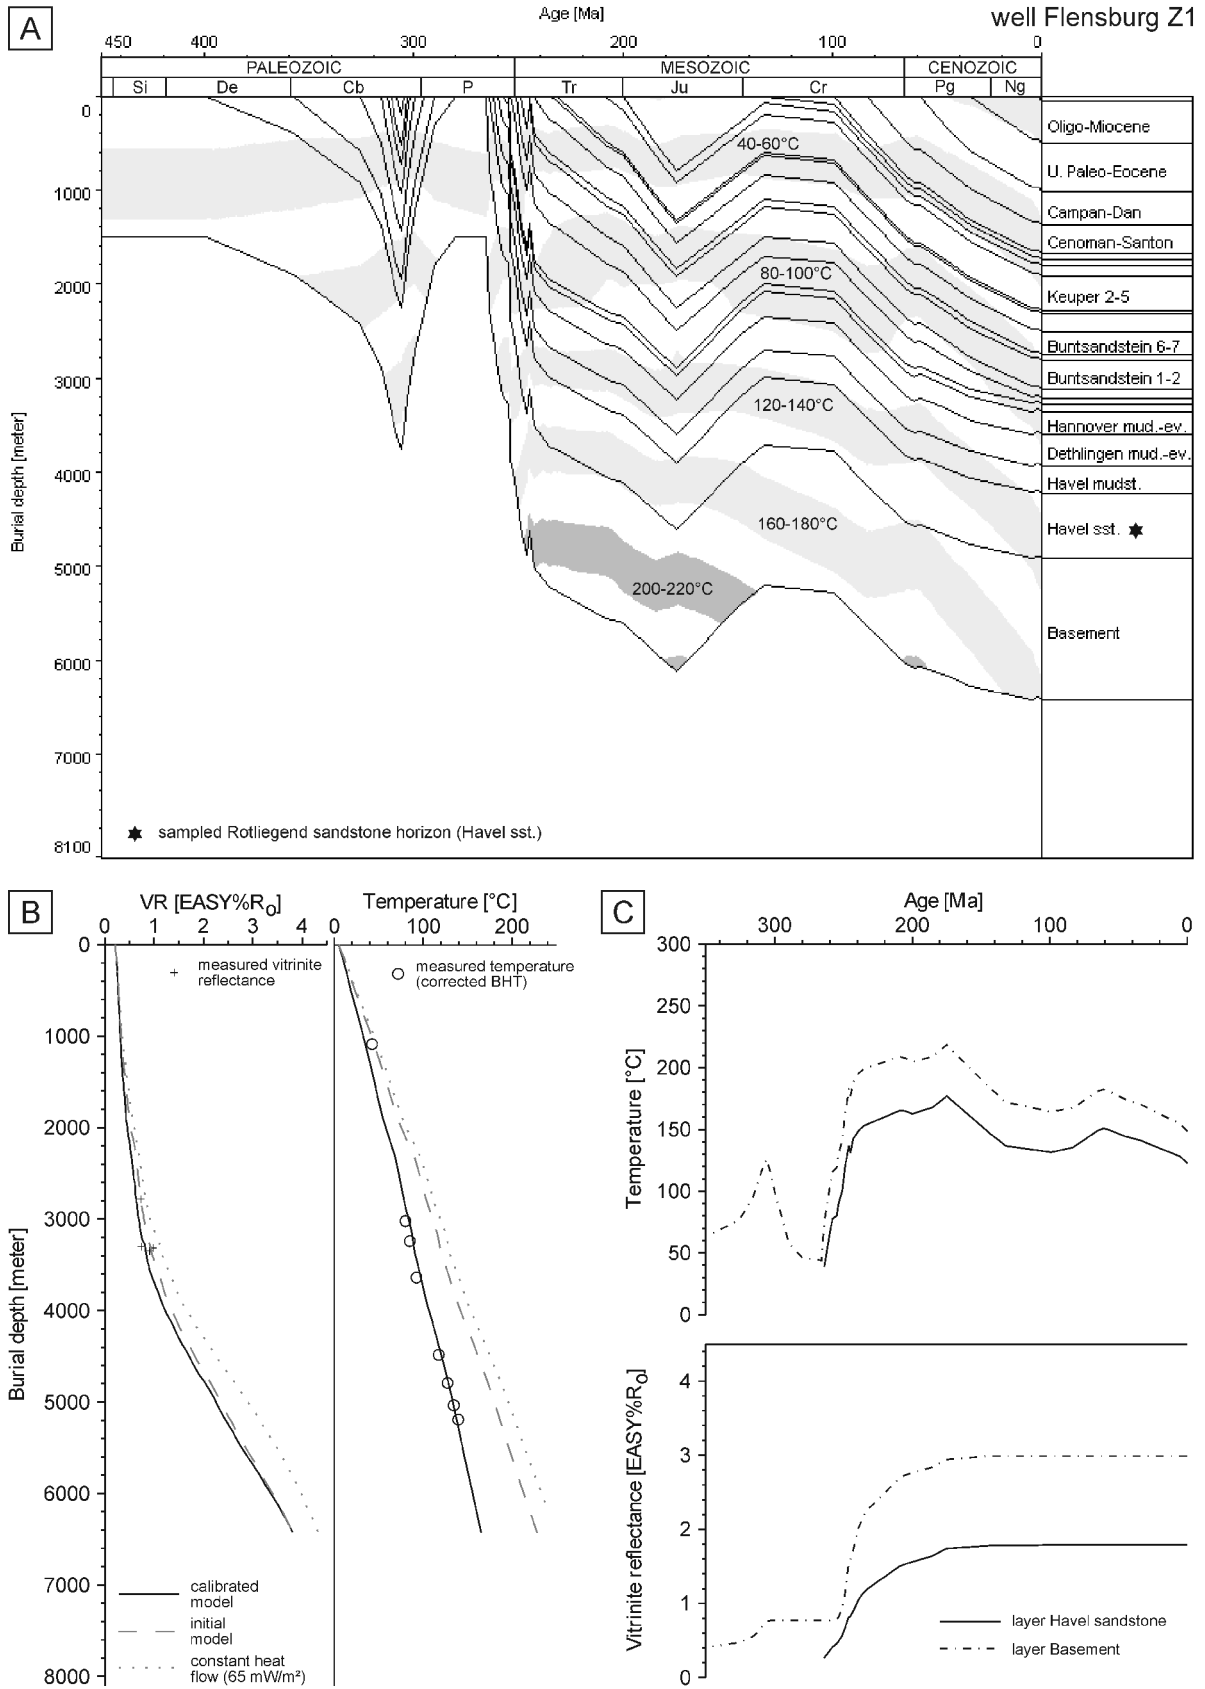 A
Age [Ma]
well Flensburg Z1
450 400 300 200 100 0
PALEOZOIC MESOZOIC CENOZOIC
Si De Cb P Tr Ju Cr Pg Ng
0
1000
2000
3000
4000
5000
6000
7000
8100
Burial depth [meter]
40-60°C
80-100°C
120-140°C
160-180°C
200-220°C
Oligo-Miocene
U. Paleo-Eocene
Campan-Dan
Cenoman-Santon
Keuper 2-5
Buntsandstein 6-7
Buntsandstein 1-2
Hannover mud.-ev.
Dethlingen mud.-ev.
Havel mudst.
Havel sst.
Basement
sampled Rotliegend sandstone horizon (Havel sst.)
B
VR [EASY%Ro]
0 1 2 3 4
Temperature [°C]
0 100 200
measured vitrinite
reflectance
measured temperature
(corrected BHT)
0
1000
2000
3000
4000
5000
6000
7000
8000
Burial depth [meter]
calibrated
model
initial
model
constant heat
flow (65 mW/m²)
C
Age [Ma]
300 200 100 0
300
250
200
150
100
50
0
Temperature [°C]
4
3
2
1
0
Vitrinite reflectance [EASY%Ro]
layer Havel sandstone
layer Basement